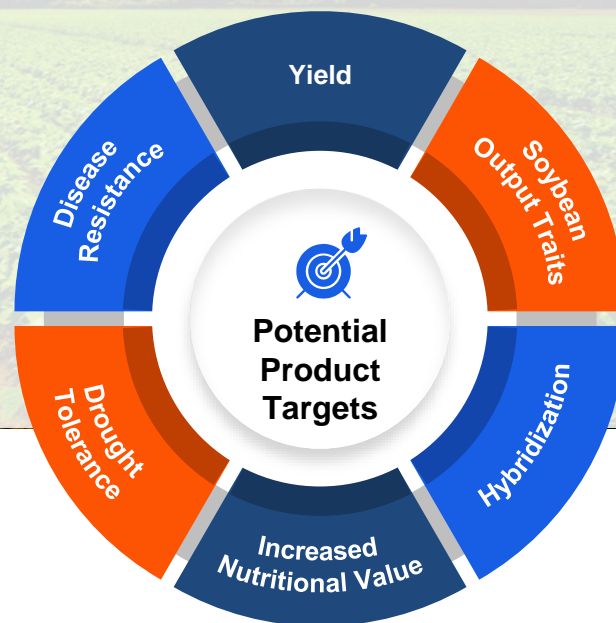 Yield
Soybean
Output Traits
Hybridization
Increased
Nutritional Value
Drought
Tolerance
Disease
Resistance
Potential
Product
Targets